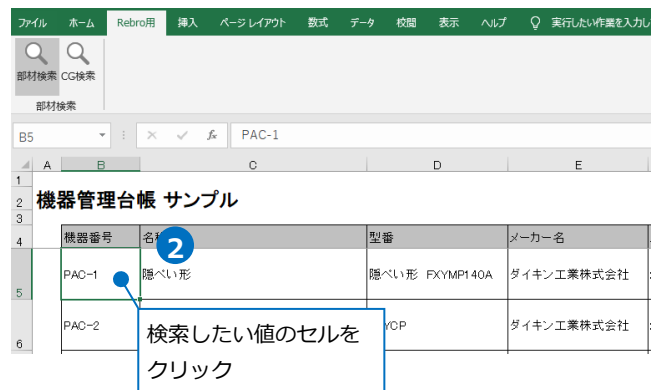 ファイル ホーム Rebro用 挿入 ページ レイアウト 数式 データ 校閲 表示 ヘルプ 実行したい作業を入力し
部材検索 CG検索
部材検索
B5 fx PAC-1
A B C D E
1
2 機器管理台帳 サンプル
3
4 機器番号 名称 型番 メーカー名
2
5 PAC-1 隠ぺい形 隠ぺい形 FXYMP140A ダイキン工業株式会社
6 PAC-2 YCP ダイキン工業株式会社
検索したい値のセルを
クリック